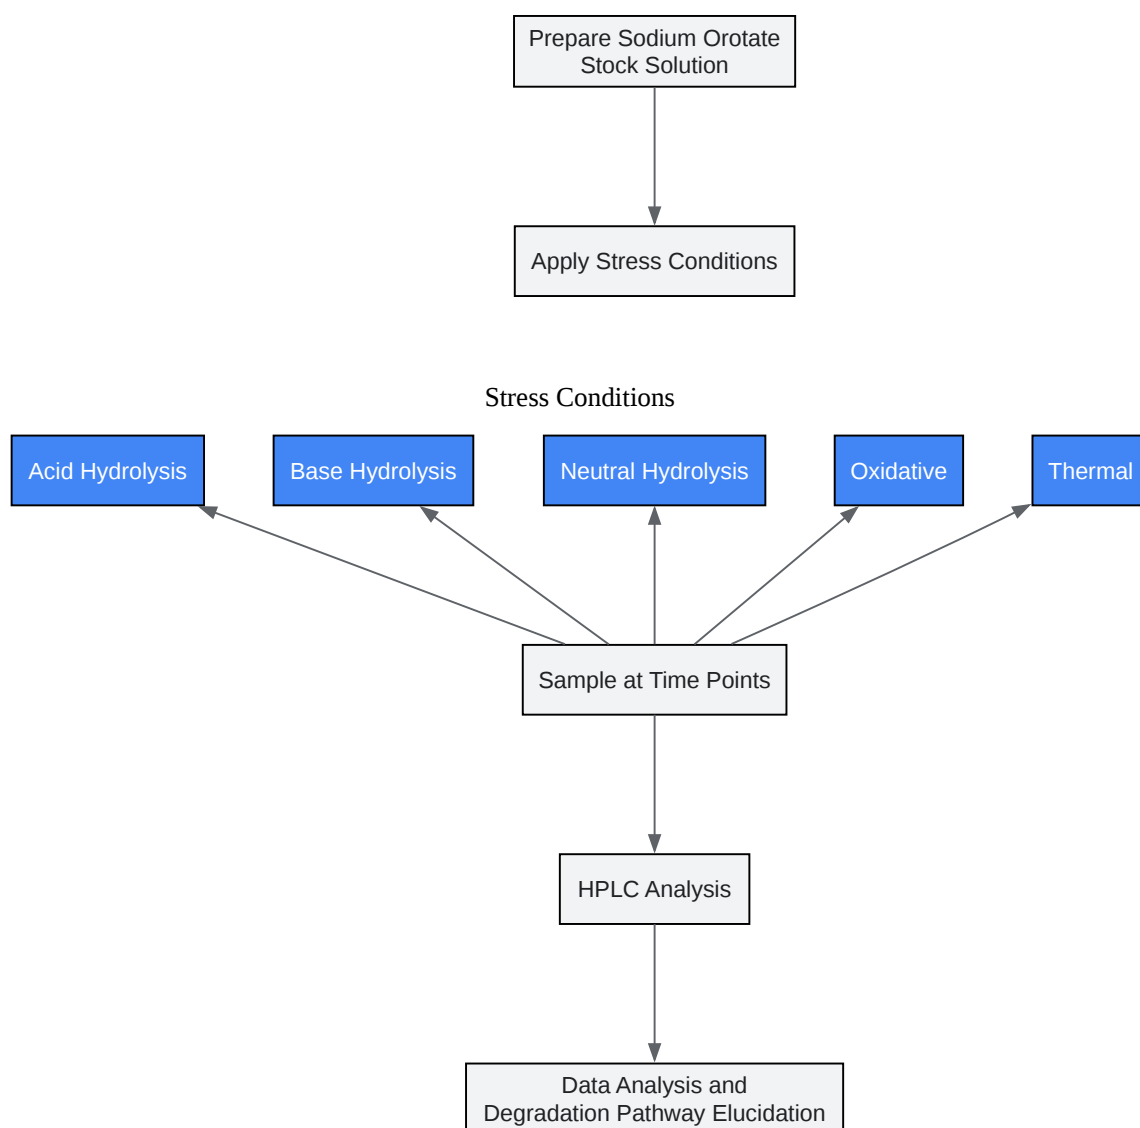 Prepare Sodium Orotate
Stock Solution
Apply Stress Conditions
Stress Conditions
Acid Hydrolysis
Base Hydrolysis
Neutral Hydrolysis
Oxidative
Thermal
Sample at Time Points
HPLC Analysis
Data Analysis and
Degradation Pathway Elucidation